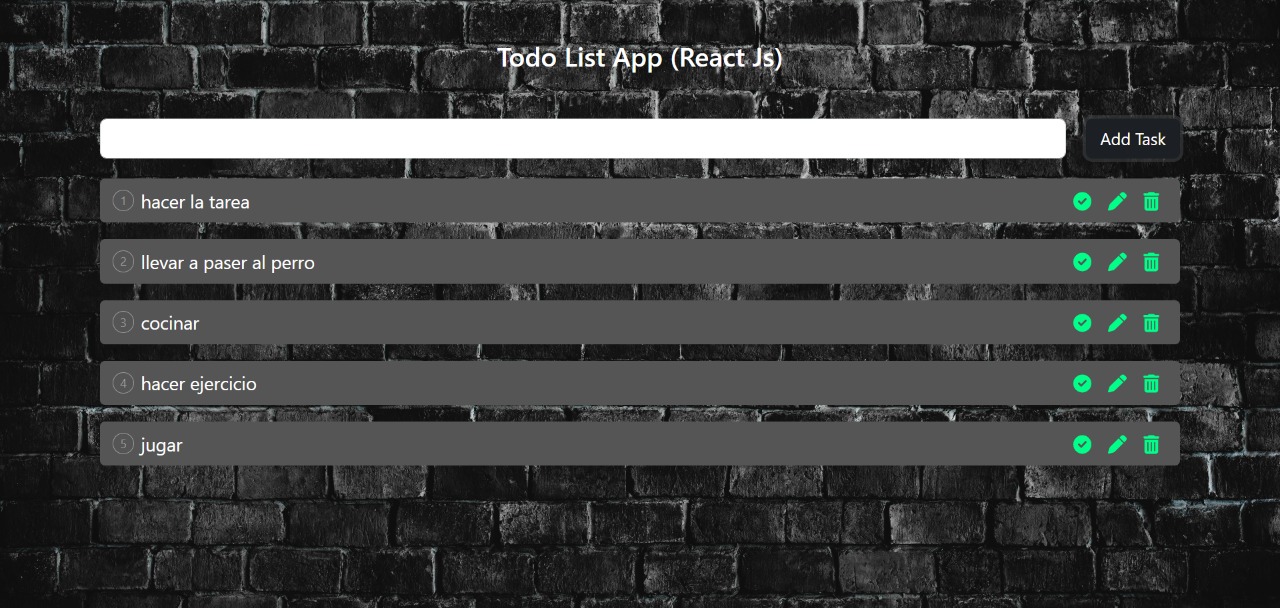 Todo List App (React Js)
Add Task
1 hacer la tarea
2 llevar a paser al perro
3 cocinar
4 hacer ejercicio
5 jugar